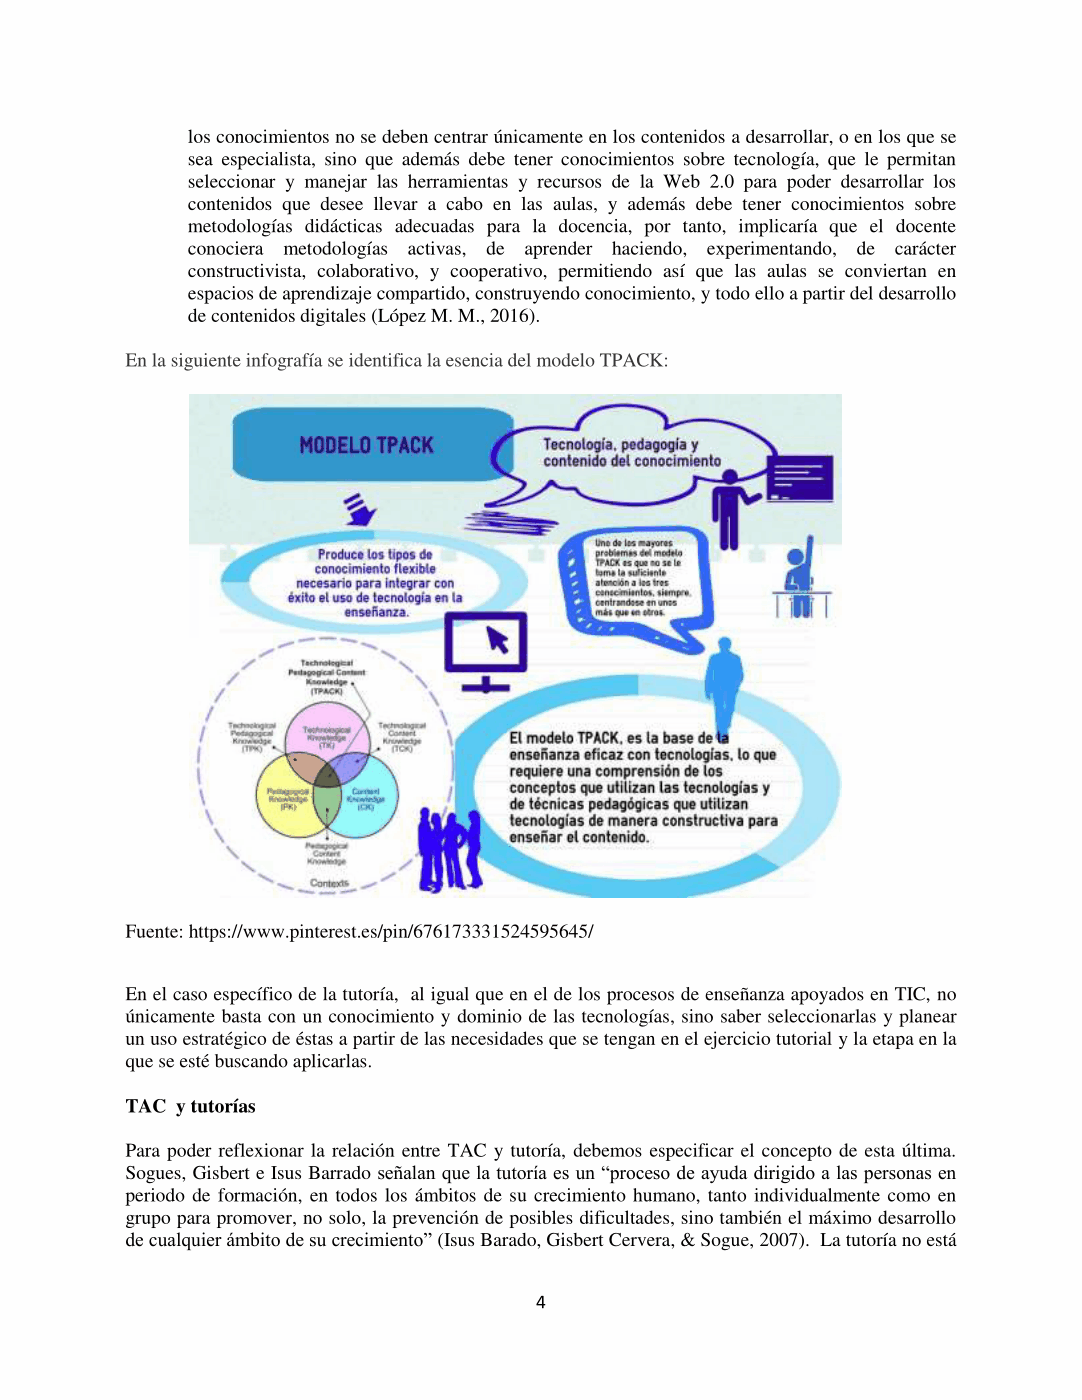 los conocimientos no se deben centrar únicamente en los contenidos a desarrollar, o en los que se
sea especialista, sino que además debe tener conocimientos sobre tecnología, que le permitan
seleccionar y manejar las herramientas y recursos de la Web 2.0 para poder desarrollar los
contenidos que desee llevar a cabo en las aulas, y además debe tener conocimientos sobre
metodologías didácticas adecuadas para la docencia, por tanto, implicaría que el docente
conociera metodologías activas, de aprender haciendo, experimentando, de carácter
constructivista, colaborativo, y cooperativo, permitiendo así que las aulas se conviertan en
espacios de aprendizaje compartido, construyendo conocimiento, y todo ello a partir del desarrollo
de contenidos digitales (López M. M., 2016).
En la siguiente infografía se identifica la esencia del modelo TPACK:
MODELO TPACK
Tecnología, pedagogía y
contenido del conocimiento
Produce los tipos de
conocimiento flexible
necesario para integrar con
éxito el uso de tecnología en la
enseñanza.
Uno de los mayores
problemas del modelo
TPACK es que no se le
toma la suficiente
atención a los tres
conocimientos, siempre,
centrandose en unos
más que en otros.
Technological
Pedagogical Content
Knowledge
(TPACK)
Technological
Pedagogical
Knowledge
(TPK)
Technological
Knowledge
(TK)
Technological
Content
Knowledge
(TCK)
Pedagogical
Knowledge
(PK)
Content
Knowledge
(CK)
Pedagogical
Content
Knowledge
Contexts
El modelo TPACK, es la base de la
enseñanza eficaz con tecnologías, lo que
requiere una comprensión de los
conceptos que utilizan las tecnologías y
de técnicas pedagógicas que utilizan
tecnologías de manera constructiva para
enseñar el contenido.
Fuente: https://www.pinterest.es/pin/676173331524595645/
En el caso específico de la tutoría, al igual que en el de los procesos de enseñanza apoyados en TIC, no
únicamente basta con un conocimiento y dominio de las tecnologías, sino saber seleccionarlas y planear
un uso estratégico de éstas a partir de las necesidades que se tengan en el ejercicio tutorial y la etapa en la
que se esté buscando aplicarlas.
TAC y tutorías
Para poder reflexionar la relación entre TAC y tutoría, debemos especificar el concepto de esta última.
Sogues, Gisbert e Isus Barrado señalan que la tutoría es un “proceso de ayuda dirigido a las personas en
periodo de formación, en todos los ámbitos de su crecimiento humano, tanto individualmente como en
grupo para promover, no solo, la prevención de posibles dificultades, sino también el máximo desarrollo
de cualquier ámbito de su crecimiento” (Isus Barado, Gisbert Cervera, & Sogue, 2007). La tutoría no está
4